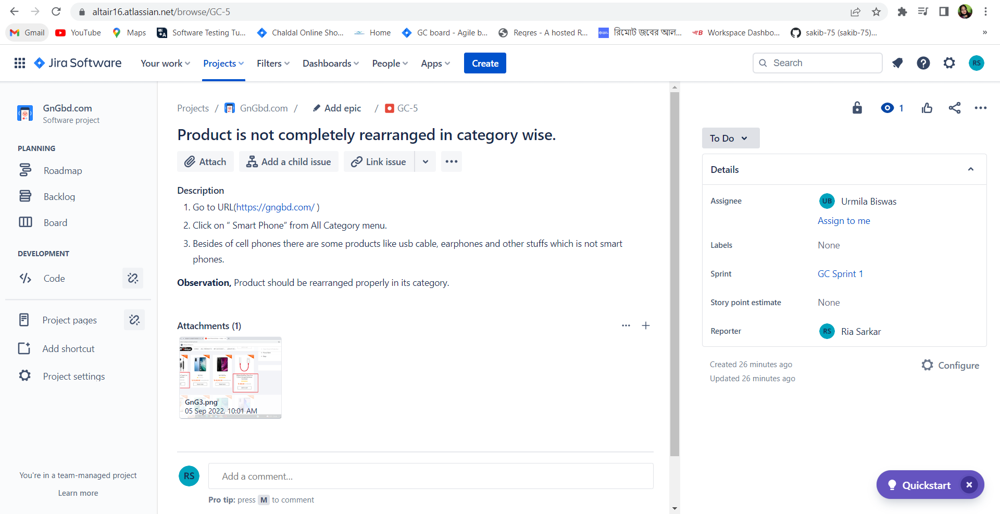 altair16.atlassian.net/browse/GC-5
Gmail
YouTube
Maps
Software Testing Tu...
Chaldal Online Sho...
Home
GC board - Agile b...
Reqres - A hosted R...
রিমোট জবের আল...
Workspace Dashbo...
sakib-75 (sakib-75)...
»
Jira Software
Your work
Projects
Filters
Dashboards
People
Apps
Create
Search
RS
GnGbd.com
Software project
PLANNING
Roadmap
Backlog
Board
DEVELOPMENT
Code
Project pages
Add shortcut
Project settings
You're in a team-managed project
Learn more
Projects / GnGbd.com / Add epic / GC-5
Product is not completely rearranged in category wise.
Attach
Add a child issue
Link issue
Description
1. Go to URL(https://gngbd.com/ )
2. Click on “ Smart Phone” from All Category menu.
3. Besides of cell phones there are some products like usb cable, earphones and other stuffs which is not smart
phones.
Observation, Product should be rearranged properly in its category.
Attachments (1)
GnG3.png
05 Sep 2022, 10:01 AM
RS
Add a comment...
Pro tip: press M to comment
1
To Do
Details
Assignee
UB Urmila Biswas
Assign to me
Labels
None
Sprint
GC Sprint 1
Story point estimate
None
Reporter
RS Ria Sarkar
Created 26 minutes ago
Updated 26 minutes ago
Configure
Quickstart